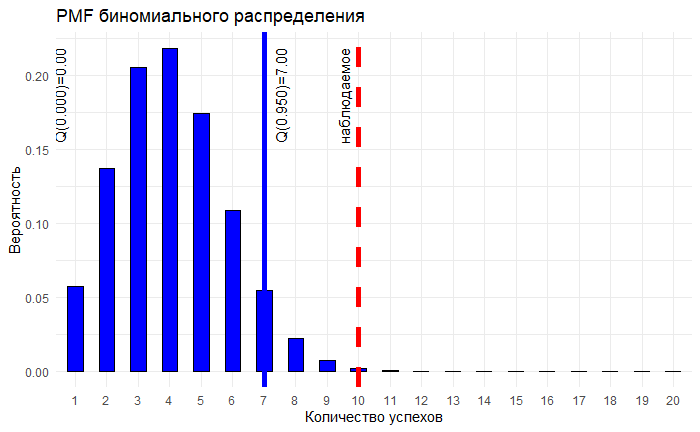 PMF биномиального распределения
Вероятность
0.20
0.15
0.10
0.05
0.00
Q(0.000)=0.00
Q(0.950)=7.00
наблюдаемое
1 2 3 4 5 6 7 8 9 10 11 12 13 14 15 16 17 18 19 20
Количество успехов